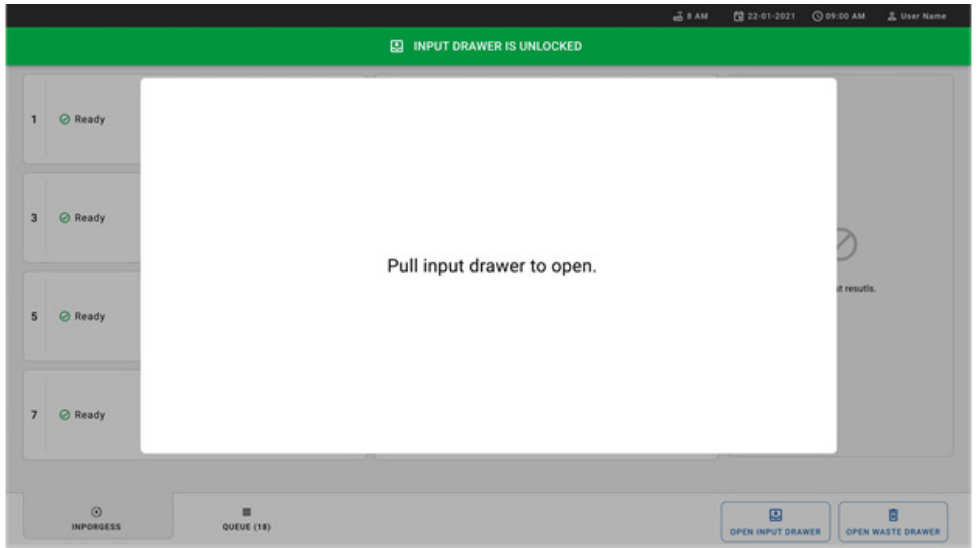 8 AM 22-01-2021 09:00 AM User Name
INPUT DRAWER IS UNLOCKED
1 Ready
3 Ready
Pull input drawer to open.
t resutls.
5 Ready
7 Ready
INPORGESS
QUEUE (18)
OPEN INPUT DRAWER
OPEN WASTE DRAWER